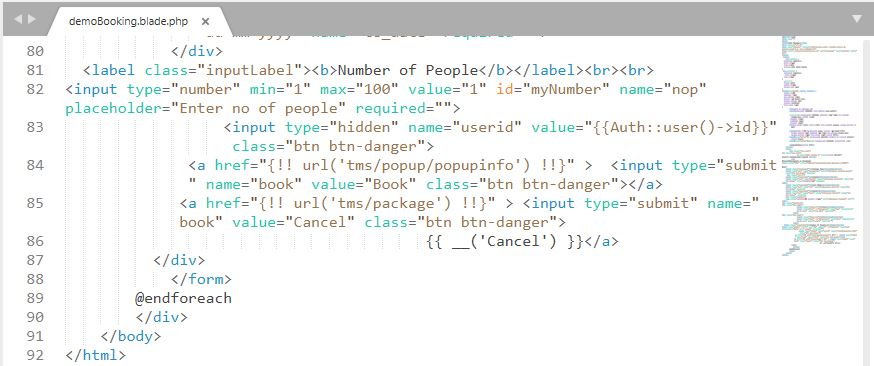 demoBooking.blade.php ×
80 </div>
81 <label class="inputLabel"><b>Number of People</b></label><br><br>
82 <input type="number" min="1" max="100" value="1" id="myNumber" name="nop"
placeholder="Enter no of people" required="">
83 <input type="hidden" name="userid" value="{{Auth::user()->id}}"
class="btn btn-danger">
84 <a href="{!! url('tms/popup/popupinfo') !!}" > <input type="submit
" name="book" value="Book" class="btn btn-danger"></a>
85 <a href="{!! url('tms/package') !!}" > <input type="submit" name="
book" value="Cancel" class="btn btn-danger">
86 {{ __('Cancel') }}</a>
87 </div>
88 </form>
89 @endforeach
90 </div>
91 </body>
92 </html>